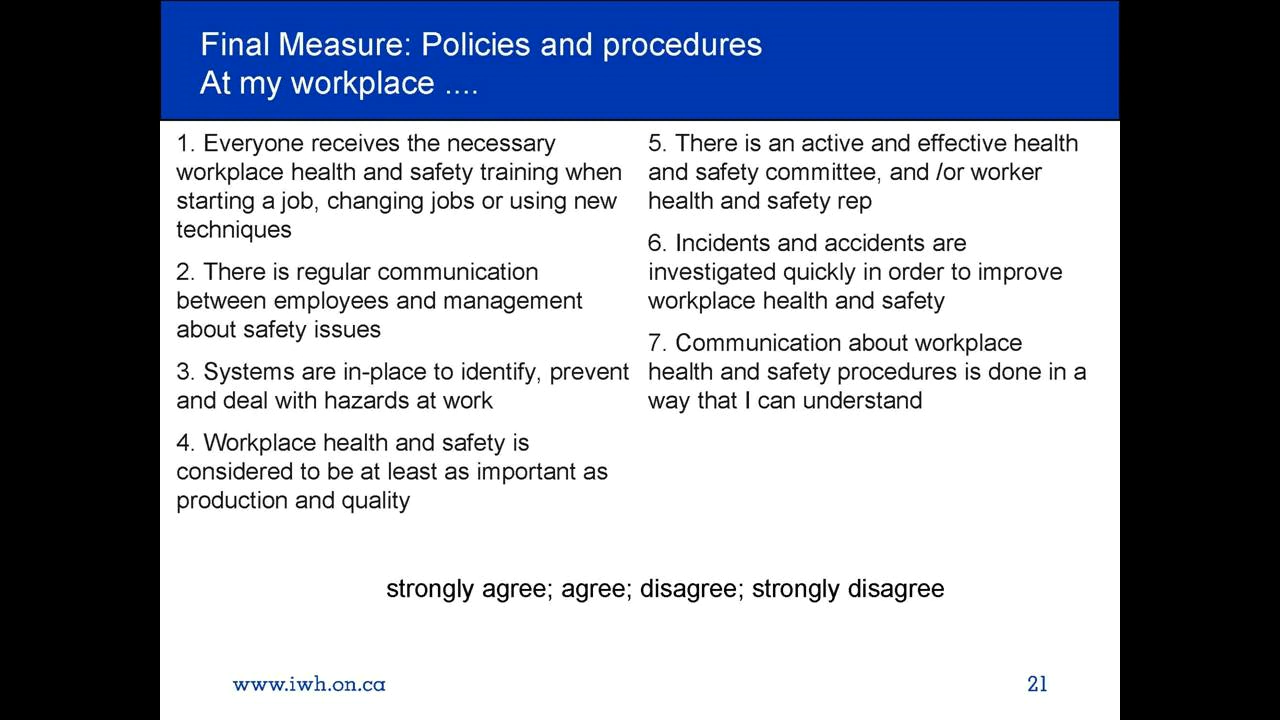 Final Measure: Policies and procedures
At my workplace ....
1. Everyone receives the necessary
workplace health and safety training when
starting a job, changing jobs or using new
techniques
2. There is regular communication
between employees and management
about safety issues
3. Systems are in-place to identify, prevent
and deal with hazards at work
4. Workplace health and safety is
considered to be at least as important as
production and quality
5. There is an active and effective health
and safety committee, and /or worker
health and safety rep
6. Incidents and accidents are
investigated quickly in order to improve
workplace health and safety
7. Communication about workplace
health and safety procedures is done in a
way that I can understand
strongly agree; agree; disagree; strongly disagree
www.iwh.on.ca
21